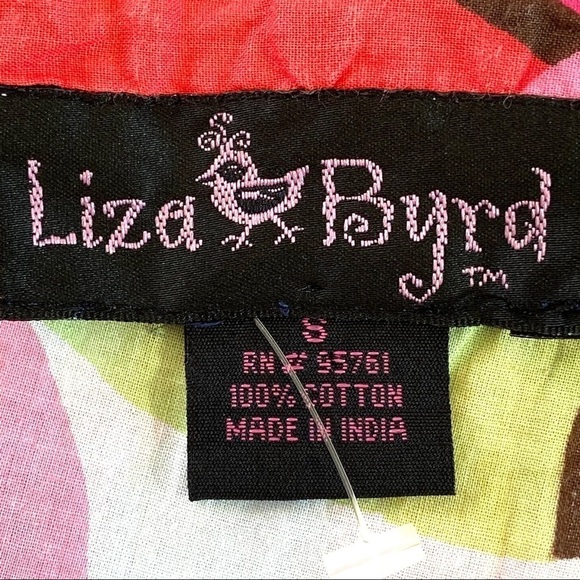 Liza Byrd
TM
S
RN # 95761
100% COTTON
MADE IN INDIA